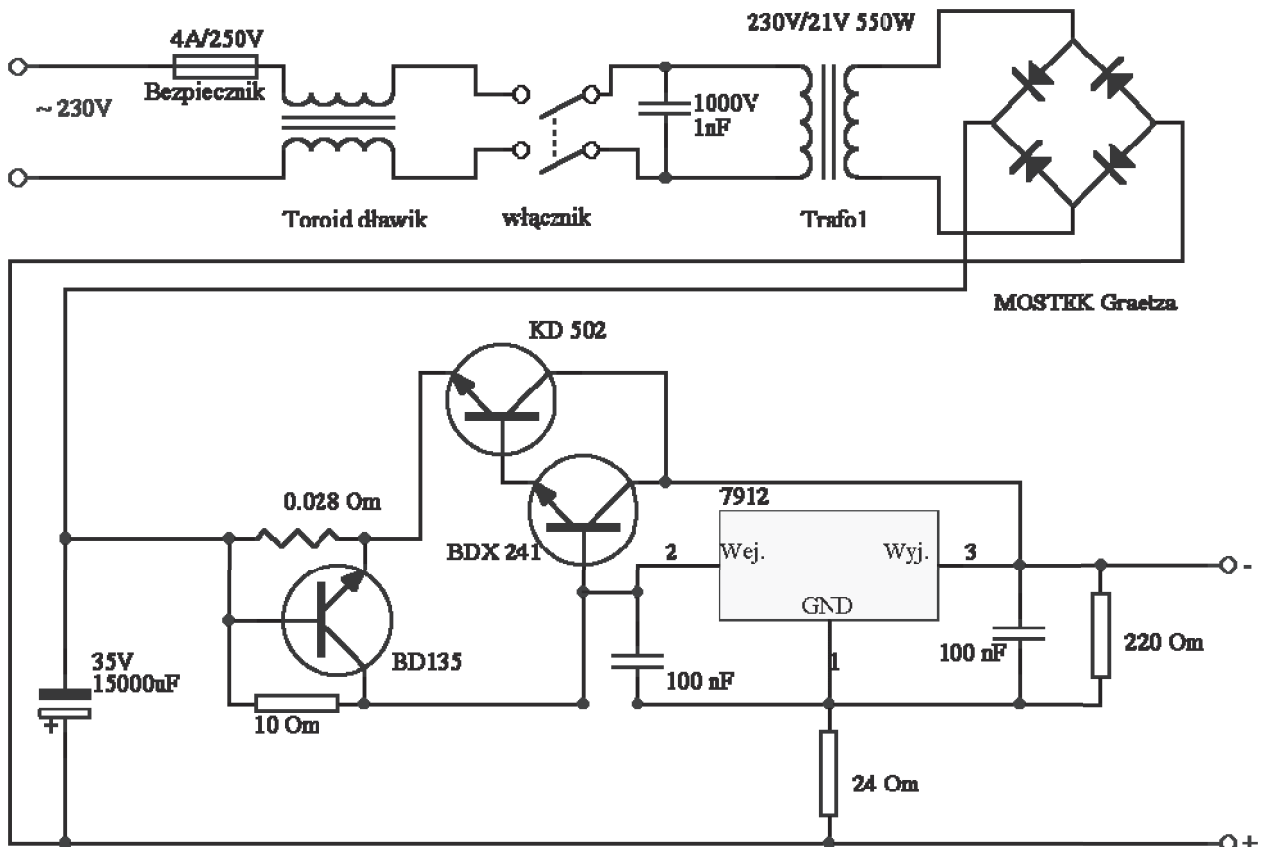 230V/21V 550W
4A/250V
Bezpiecznik
~ 230V
1000V
1nF
Toroid dławik
włącznik
Trafo1
MOSTEK Graetza
KD 502
0.028 Om
BDX 241
7912
2
Wej.
Wyj.
3
-
GND
BD135
1
100 nF
220 Om
35V
15000uF
+
100 nF
10 Om
24 Om
+